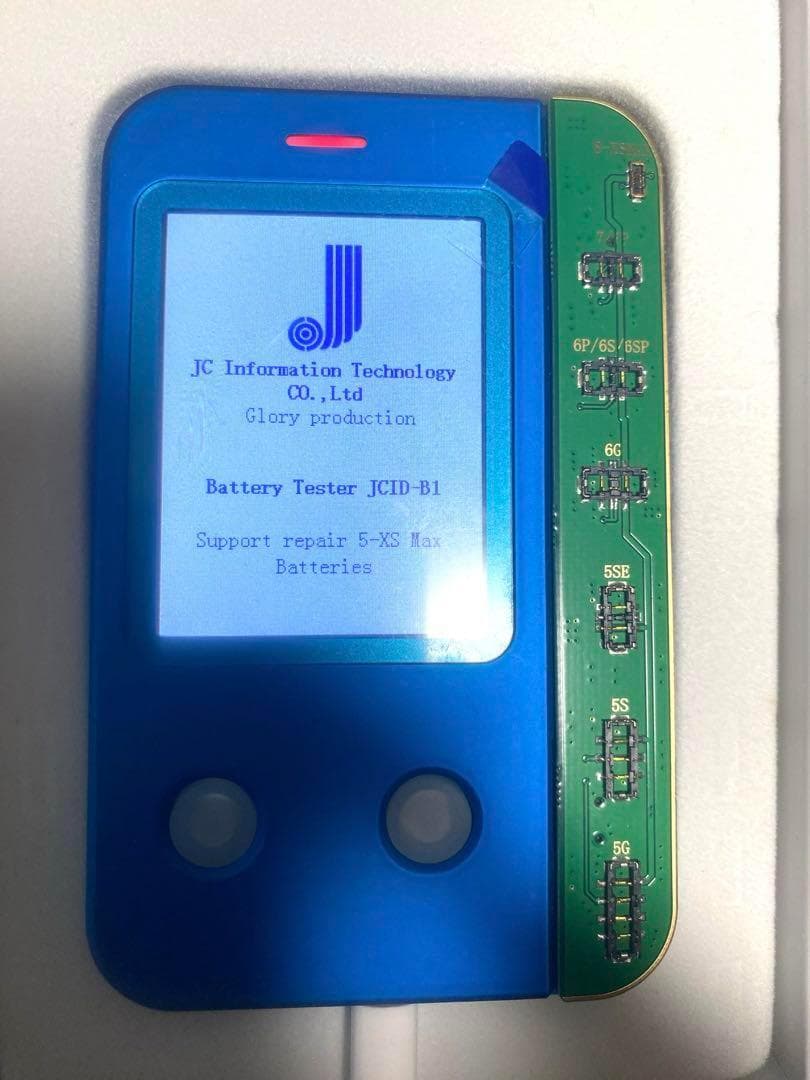 JC Information Technology
CO.,Ltd
Glory production
Battery Tester JCID-B1
Support repair 5-XS Max
Batteries
6P/6S/6SP
6G
5SE
5S
5G